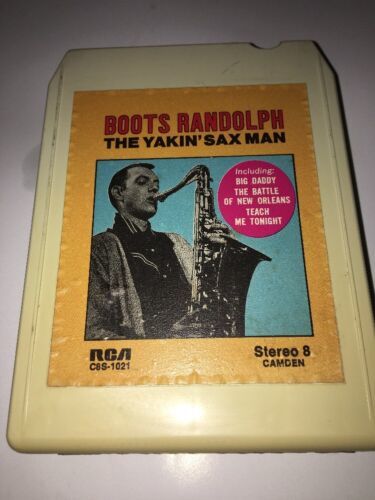 BOOTS RANDOLPH
THE YAKIN' SAX MAN
Including:
BIG DADDY
THE BATTLE
OF NEW ORLEANS
TEACH
ME TONIGHT
RCA
C8S-1021
Stereo 8
CAMDEN